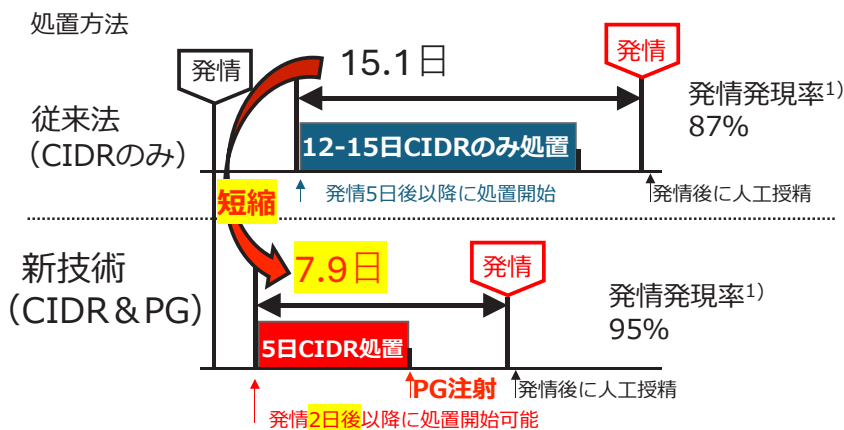 処置方法
発情
15.1日
発情
従来法
（CIDRのみ）
12-15日CIDRのみ処置
発情発現率1)
87%
発情5日後以降に処置開始
発情後に人工授精
短縮
新技術
（CIDR＆PG）
7.9日
発情
5日CIDR処置
発情発現率1)
95%
PG注射
発情後に人工授精
発情2日後以降に処置開始可能